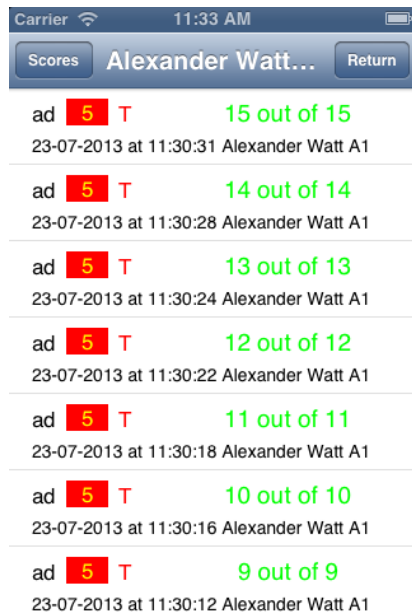 Carrier 11:33 AM
Scores Alexander Watt... Return
ad 5 T 15 out of 15
23-07-2013 at 11:30:31 Alexander Watt A1
ad 5 T 14 out of 14
23-07-2013 at 11:30:28 Alexander Watt A1
ad 5 T 13 out of 13
23-07-2013 at 11:30:24 Alexander Watt A1
ad 5 T 12 out of 12
23-07-2013 at 11:30:22 Alexander Watt A1
ad 5 T 11 out of 11
23-07-2013 at 11:30:18 Alexander Watt A1
ad 5 T 10 out of 10
23-07-2013 at 11:30:16 Alexander Watt A1
ad 5 T 9 out of 9
23-07-2013 at 11:30:12 Alexander Watt A1